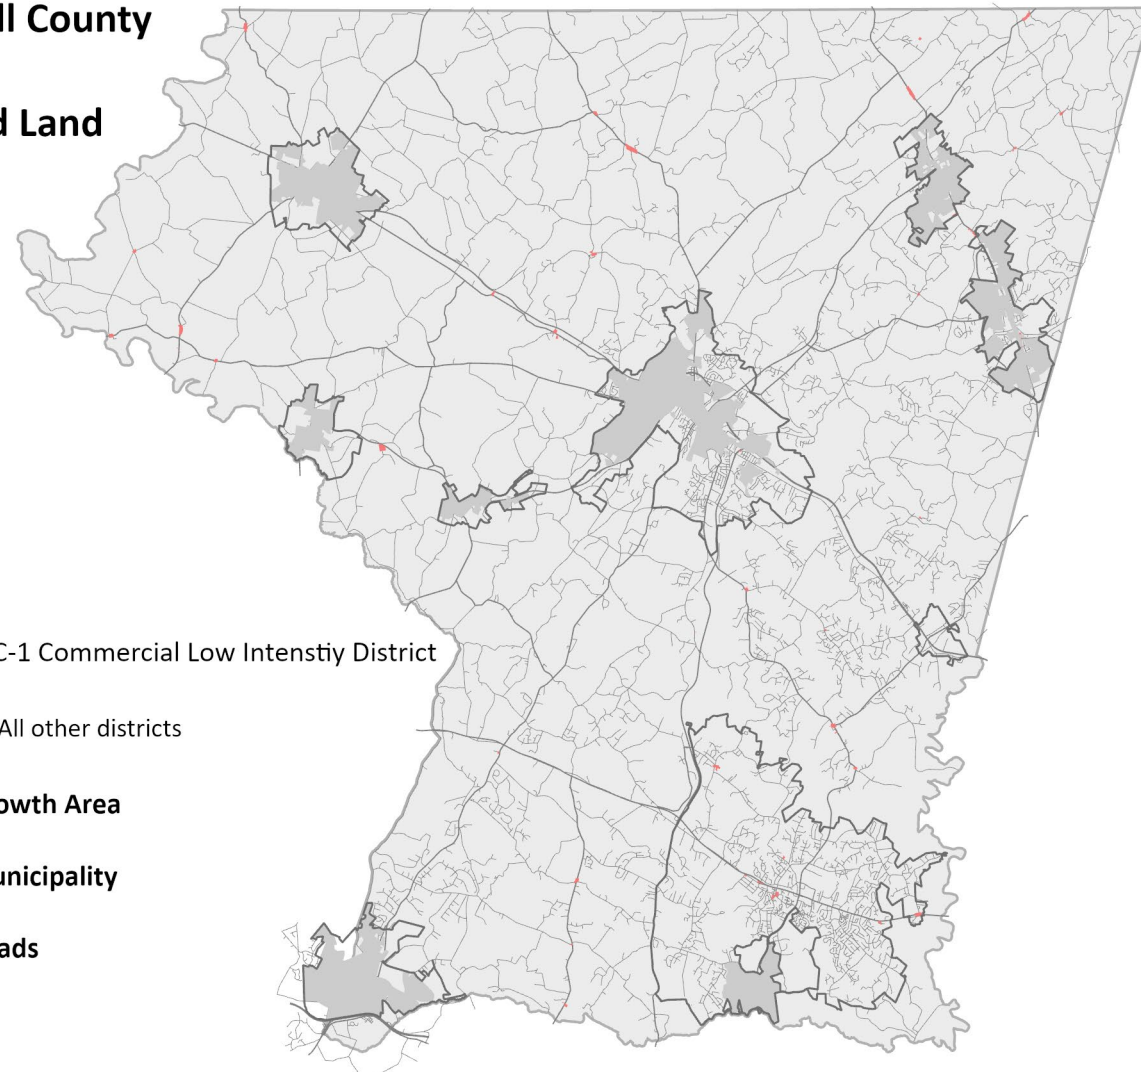 ll County
d Land
C-1 Commercial Low Intenstiy District
All other districts
owth Area
unicipality
ads